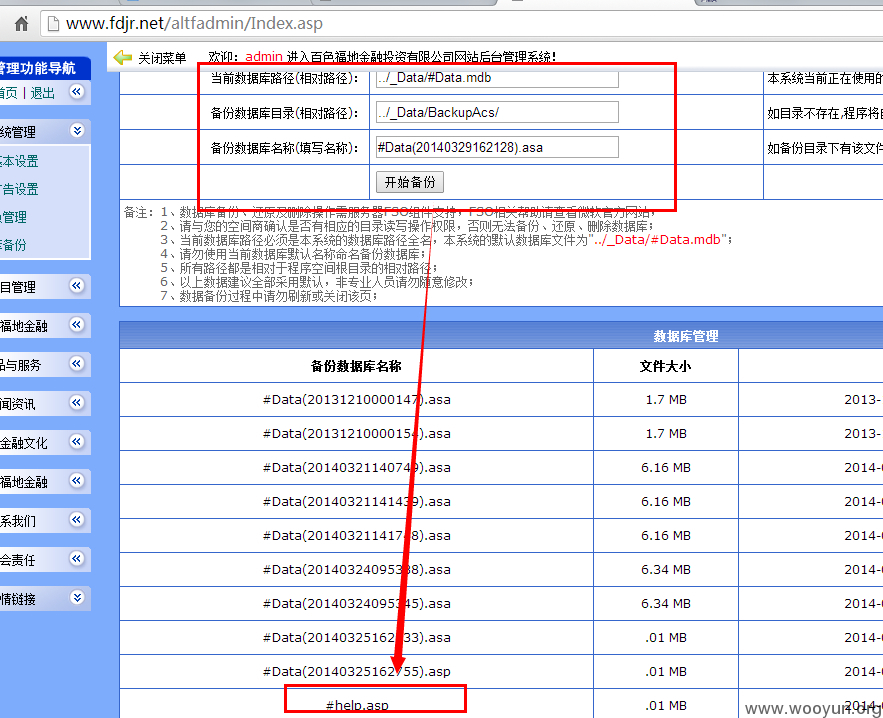 www.fdjr.net/altfadmin/Index.asp
关闭菜单 欢迎：admin 进入百色福地金融投资有限公司网站后台管理系统！
管理功能导航
首页 | 退出
系统管理
基本设置
广告设置
管理
备份
目管理
福地金融
品与服务
新闻资讯
金融文化
福地金融
联系我们
社会责任
友情链接
当前数据库路径(相对路径)： ../_Data/#Data.mdb 本系统当前正在使用的
备份数据库目录(相对路径)： ../_Data/BackupAcs/ 如目录不存在,程序将自
备份数据库名称(填写名称)： #Data(20140329162128).asa 如备份目录下有该文件
开始备份
备注：1、数据库备份、还原及删除操作需服务器FSO组件支持，FSO相关帮助请查看微软官方网站；
2、请与您的空间商确认是否有相应的目录读写操作权限，否则无法备份、还原、删除数据库；
3、当前数据库路径必须是本系统的数据库路径全名，本系统的默认数据库文件为"../_Data/#Data.mdb"；
4、请勿使用当前数据库默认名称命名备份数据库；
5、所有路径都是相对于程序空间根目录的相对路径；
6、以上数据建议全部采用默认，非专业人员请勿随意修改；
7、数据备份过程中请勿刷新或关闭该页；
数据库管理
备份数据库名称 文件大小
#Data(20131210000147).asa 1.7 MB 2013-
#Data(20131210000154).asa 1.7 MB 2013-
#Data(20140321140749).asa 6.16 MB 2014-
#Data(20140321141439).asa 6.16 MB 2014-
#Data(20140321141748).asa 6.16 MB 2014-
#Data(20140324095338).asa 6.34 MB 2014-
#Data(20140324095345).asa 6.34 MB 2014-
#Data(20140325162633).asa .01 MB 2014-
#Data(20140325162755).asp .01 MB 2014-
#help.asp .01 MB 2014-
www.wooyun.org